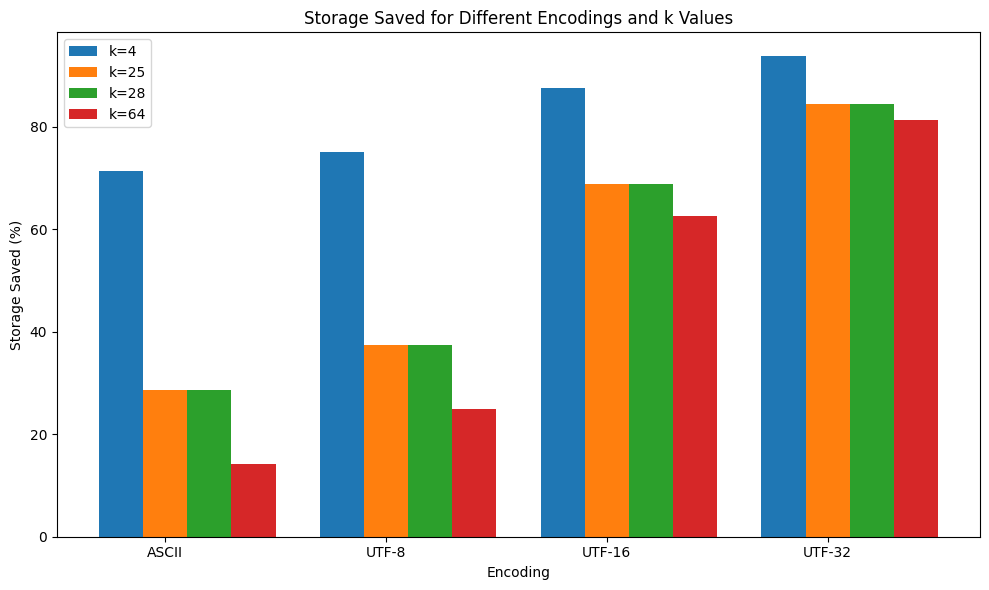 Storage Saved for Different Encodings and k Values
k=4
k=25
k=28
k=64
Storage Saved (%)
80
60
40
20
0
ASCII
UTF-8
UTF-16
UTF-32
Encoding